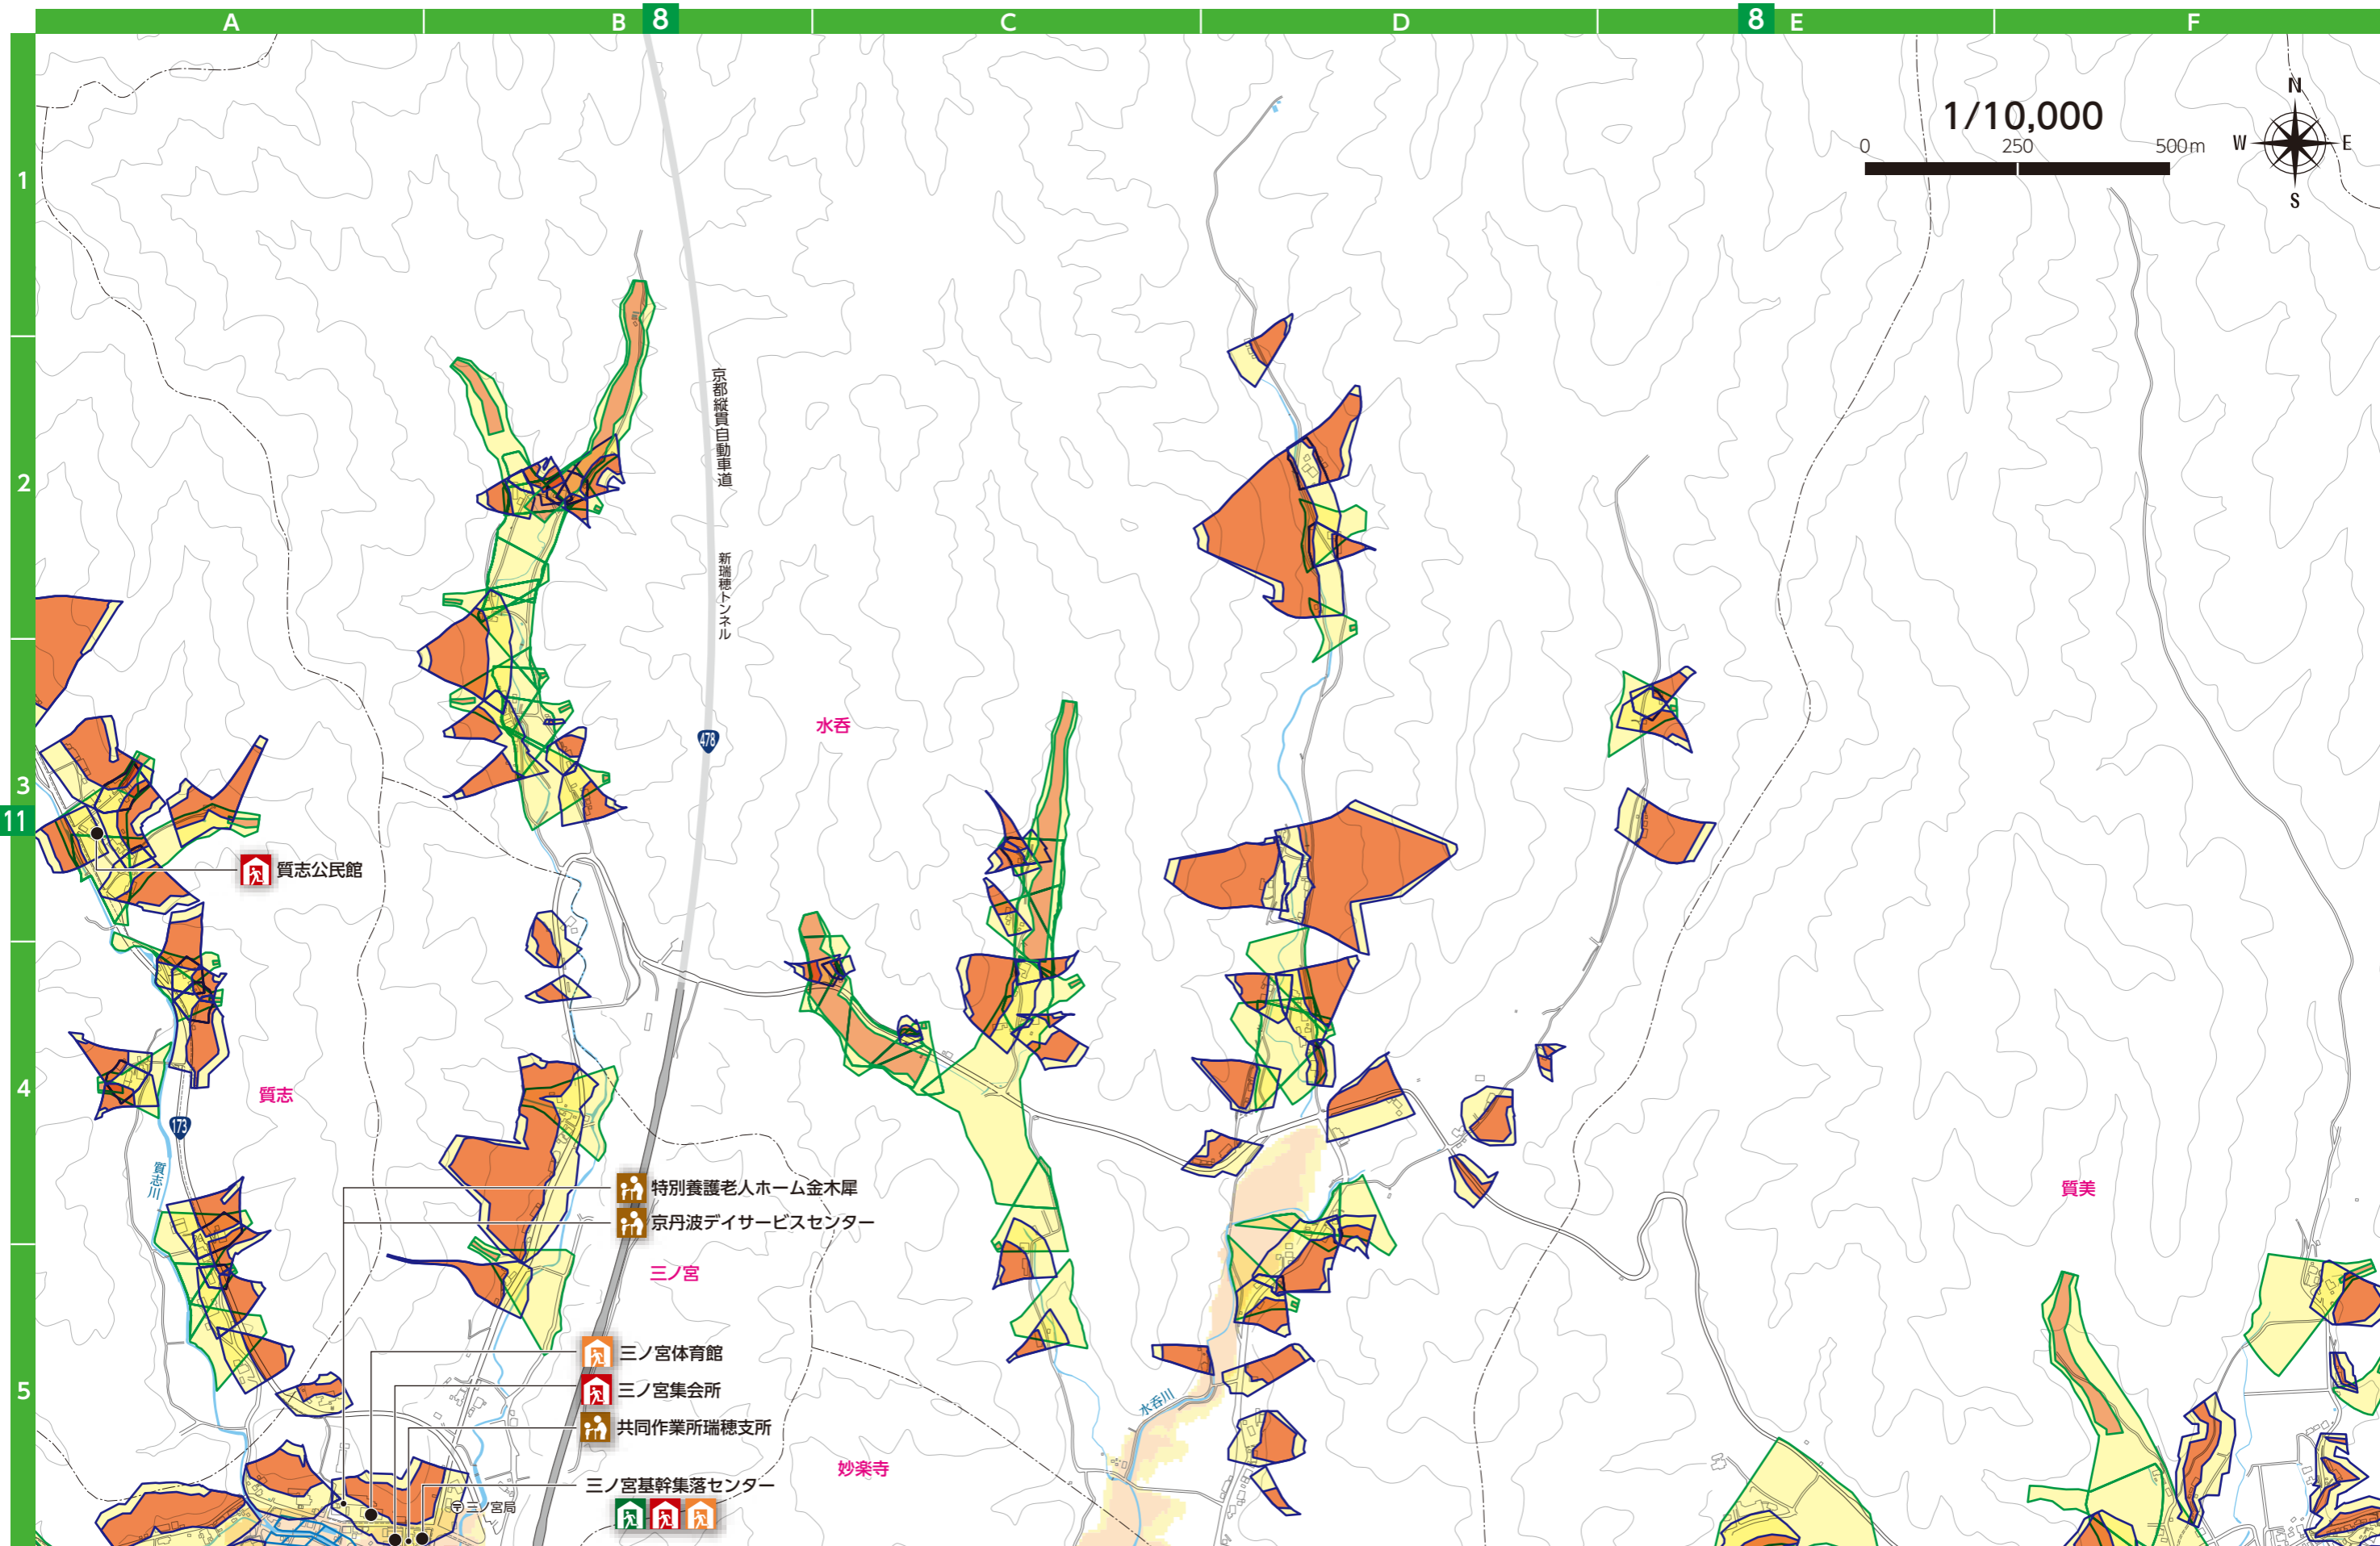 A B 8 C D 8 E F
1/10,000
0 250 500m
N
W E
S
1
2
3
11
4
5
京都縦貫自動車道
新瑞穂トンネル
478
水呑
質志公民館
質志
173
質志川
特別養護老人ホーム金木犀
京丹波デイサービスセンター
三ノ宮
質美
三ノ宮体育館
三ノ宮集会所
共同作業所瑞穂支所
水呑川
妙楽寺
三ノ宮基幹集落センター
三ノ宮局